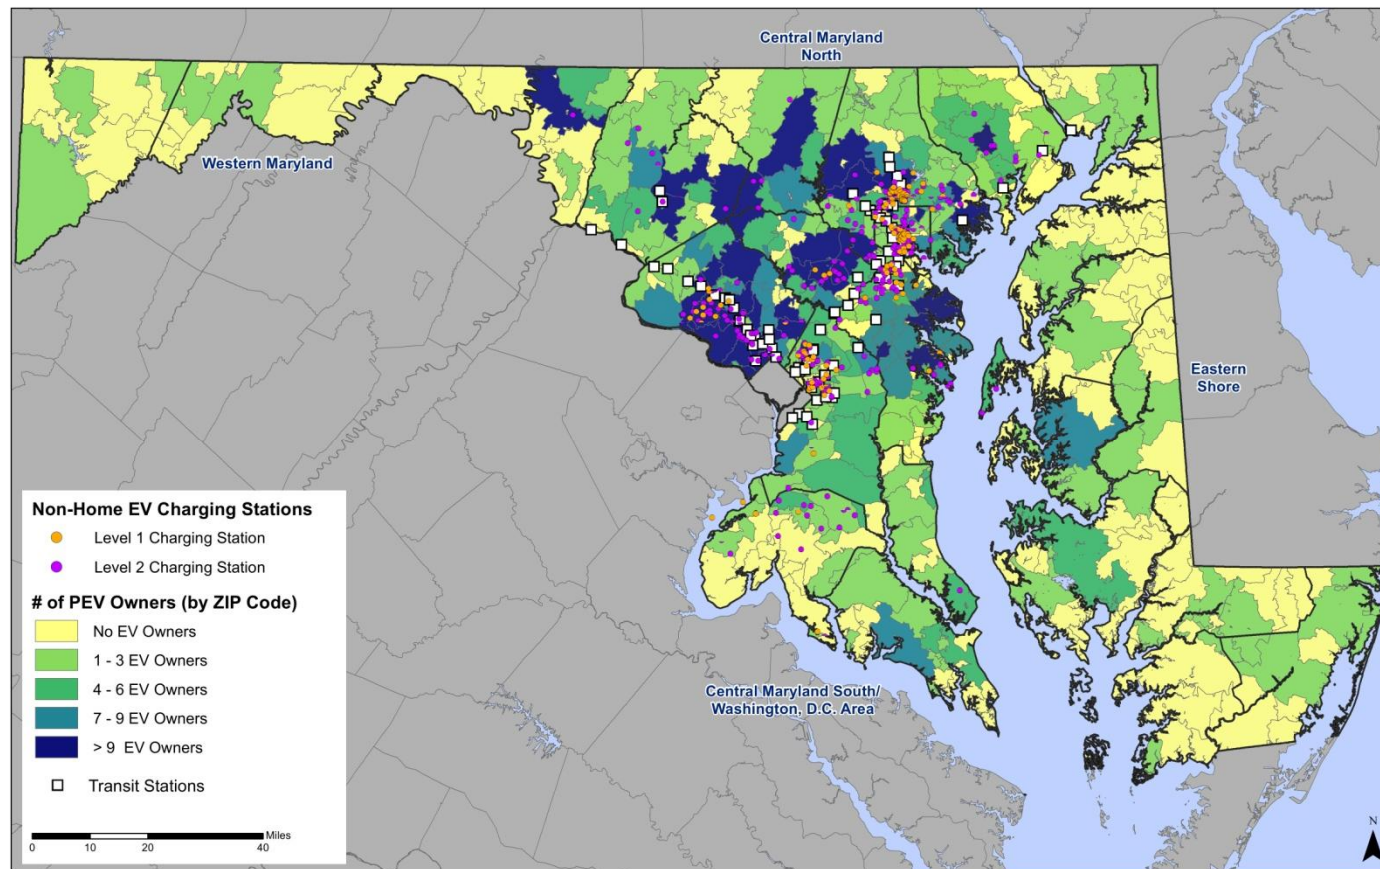 Central Maryland
North
Western Maryland
Eastern
Shore
Central Maryland South/
Washington, D.C. Area
Non-Home EV Charging Stations
Level 1 Charging Station
Level 2 Charging Station
# of PEV Owners (by ZIP Code)
No EV Owners
1 - 3 EV Owners
4 - 6 EV Owners
7 - 9 EV Owners
> 9 EV Owners
Transit Stations
Miles
0 10 20 40
N